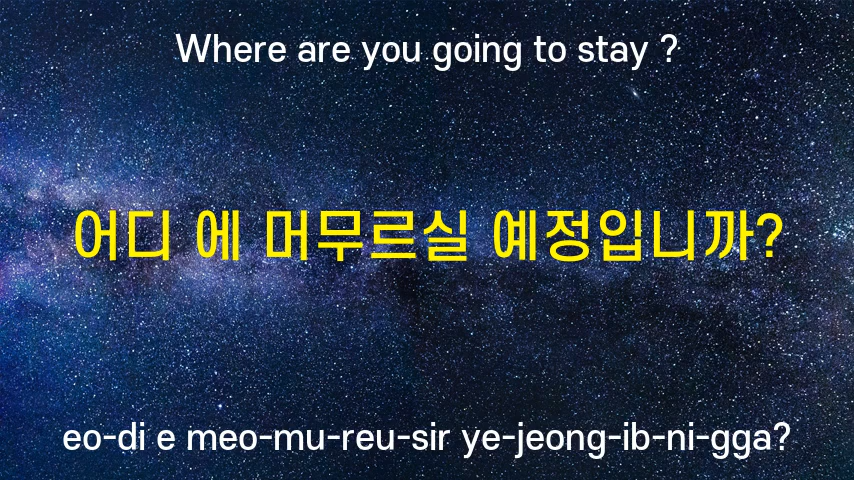 Where are you going to stay ?
어디 에 머무르실 예정입니까?
eo-di e meo-mu-reu-sir ye-jeong-ib-ni-gga?